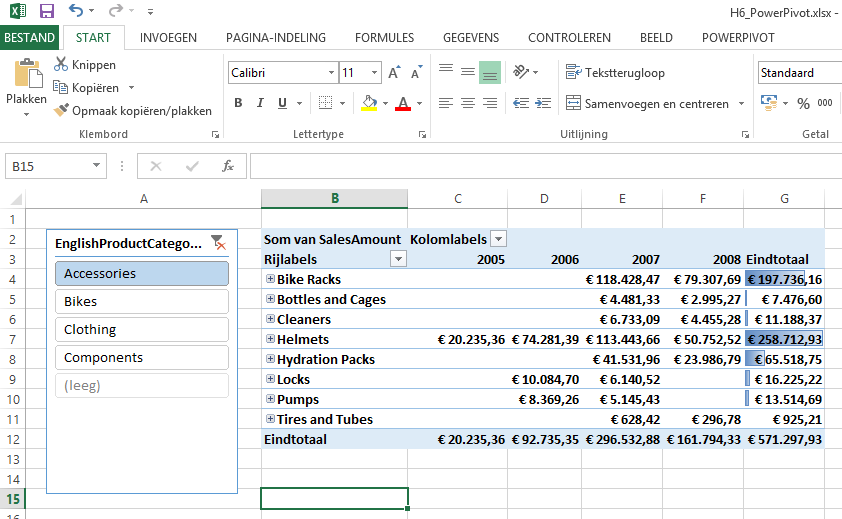 H6_PowerPivot.xlsx -
BESTAND START INVOEGEN PAGINA-INDELING FORMULES GEGEVENS CONTROLEREN BEELD POWERPIVOT
Plakken
Knippen
Kopiëren
Opmaak kopiëren/plakken
Klembord
Calibri 11
B I U
Lettertype
Tekstterugloop
Samenvoegen en centreren
Uitlijning
Standaard
% 000
Getal
B15 fx
A B C D E F G
1
2 Som van SalesAmount Kolomlabels
3 Rijlabels 2005 2006 2007 2008 Eindtotaal
4 Bike Racks € 118.428,47 € 79.307,69 € 197.736,16
5 Bottles and Cages € 4.481,33 € 2.995,27 € 7.476,60
6 Cleaners € 6.733,09 € 4.455,28 € 11.188,37
7 Helmets € 20.235,36 € 74.281,39 € 113.443,66 € 50.752,52 € 258.712,93
8 Hydration Packs € 41.531,96 € 23.986,79 € 65.518,75
9 Locks € 10.084,70 € 6.140,52 € 16.225,22
10 Pumps € 8.369,26 € 5.145,43 € 13.514,69
11 Tires and Tubes € 628,42 € 296,78 € 925,21
12 Eindtotaal € 20.235,36 € 92.735,35 € 296.532,88 € 161.794,33 € 571.297,93
13
14
15
16
EnglishProductCatego...
Accessories
Bikes
Clothing
Components
(leeg)